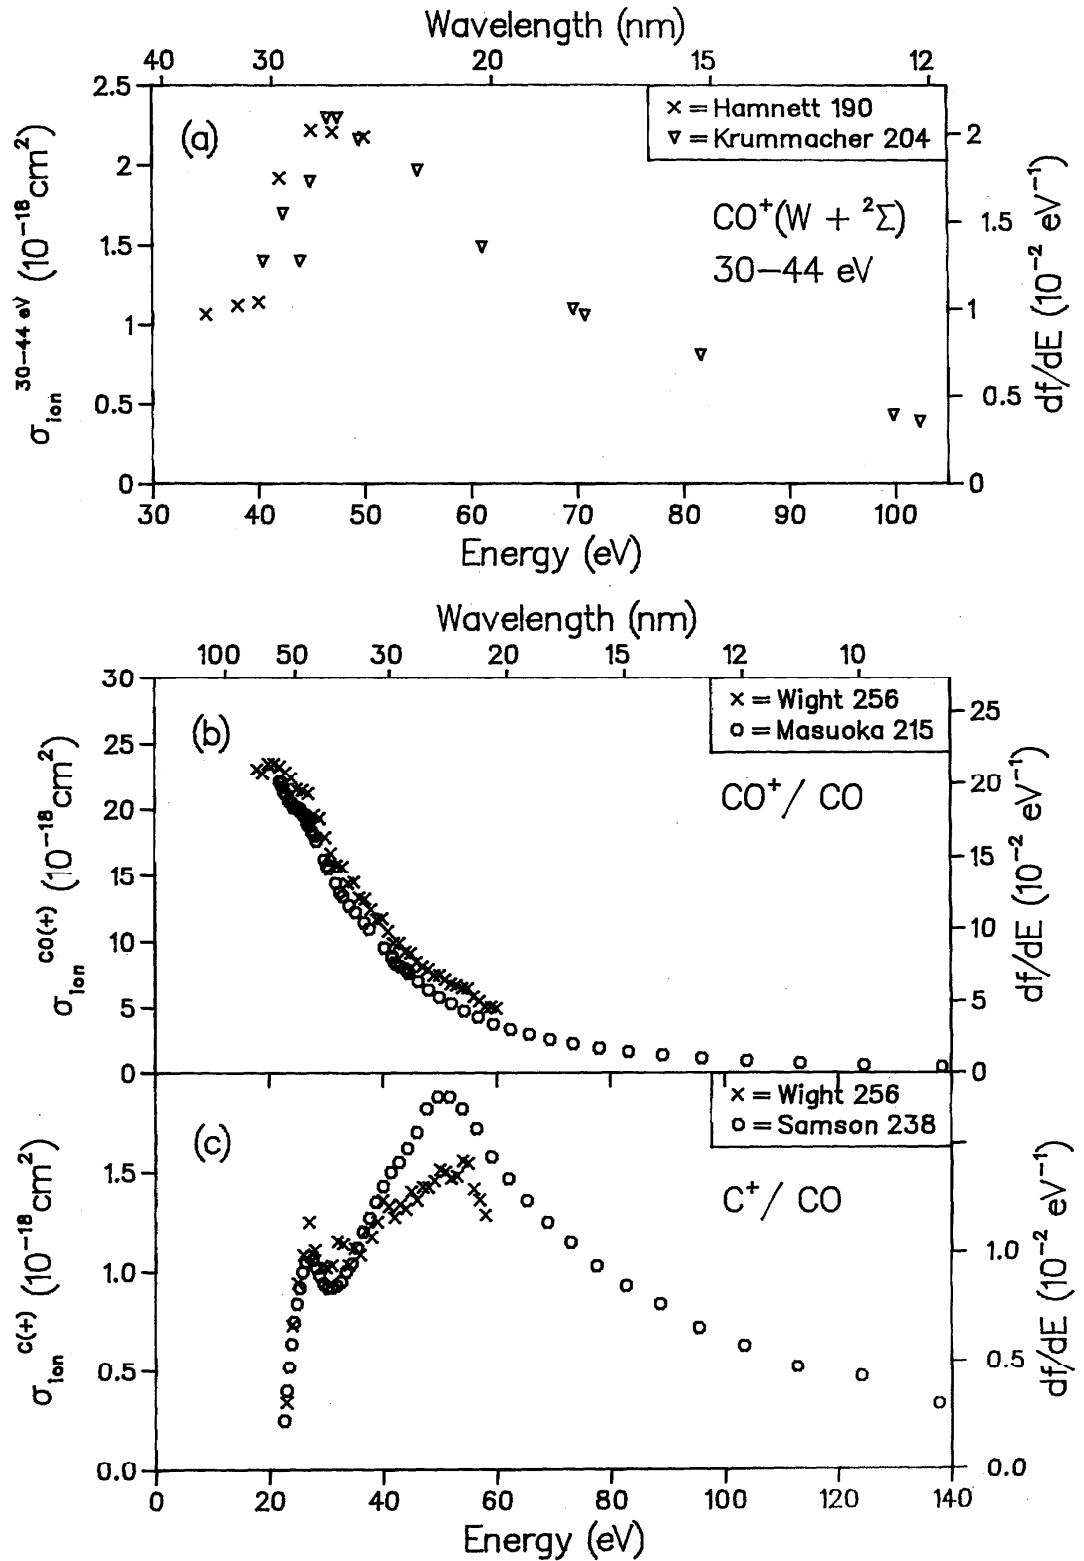 Wavelength (nm)
40 30 20 15 12
(a)
× = Hamnett 190
▽ = Krummacher 204
CO⁺(W + ²Σ)
30–44 eV
2.5
2
1.5
1
0.5
0
σ_ion^30–44 eV (10⁻¹⁸cm²)
2
1.5
1
0.5
0
df/dE (10⁻² eV⁻¹)
30 40 50 60 70 80 90 100
Energy (eV)
Wavelength (nm)
100 50 30 20 15 12 10
(b)
× = Wight 256
o = Masuoka 215
CO⁺/ CO
30
25
20
15
10
5
0
σ_ion^CO(+) (10⁻¹⁸cm²)
25
20
15
10
5
0
df/dE (10⁻² eV⁻¹)
(c)
× = Wight 256
o = Samson 238
C⁺/ CO
1.5
1.0
0.5
0.0
σ_ion^C(+) (10⁻¹⁸cm²)
1.0
0.5
0.0
df/dE (10⁻² eV⁻¹)
0 20 40 60 80 100 120 140
Energy (eV)